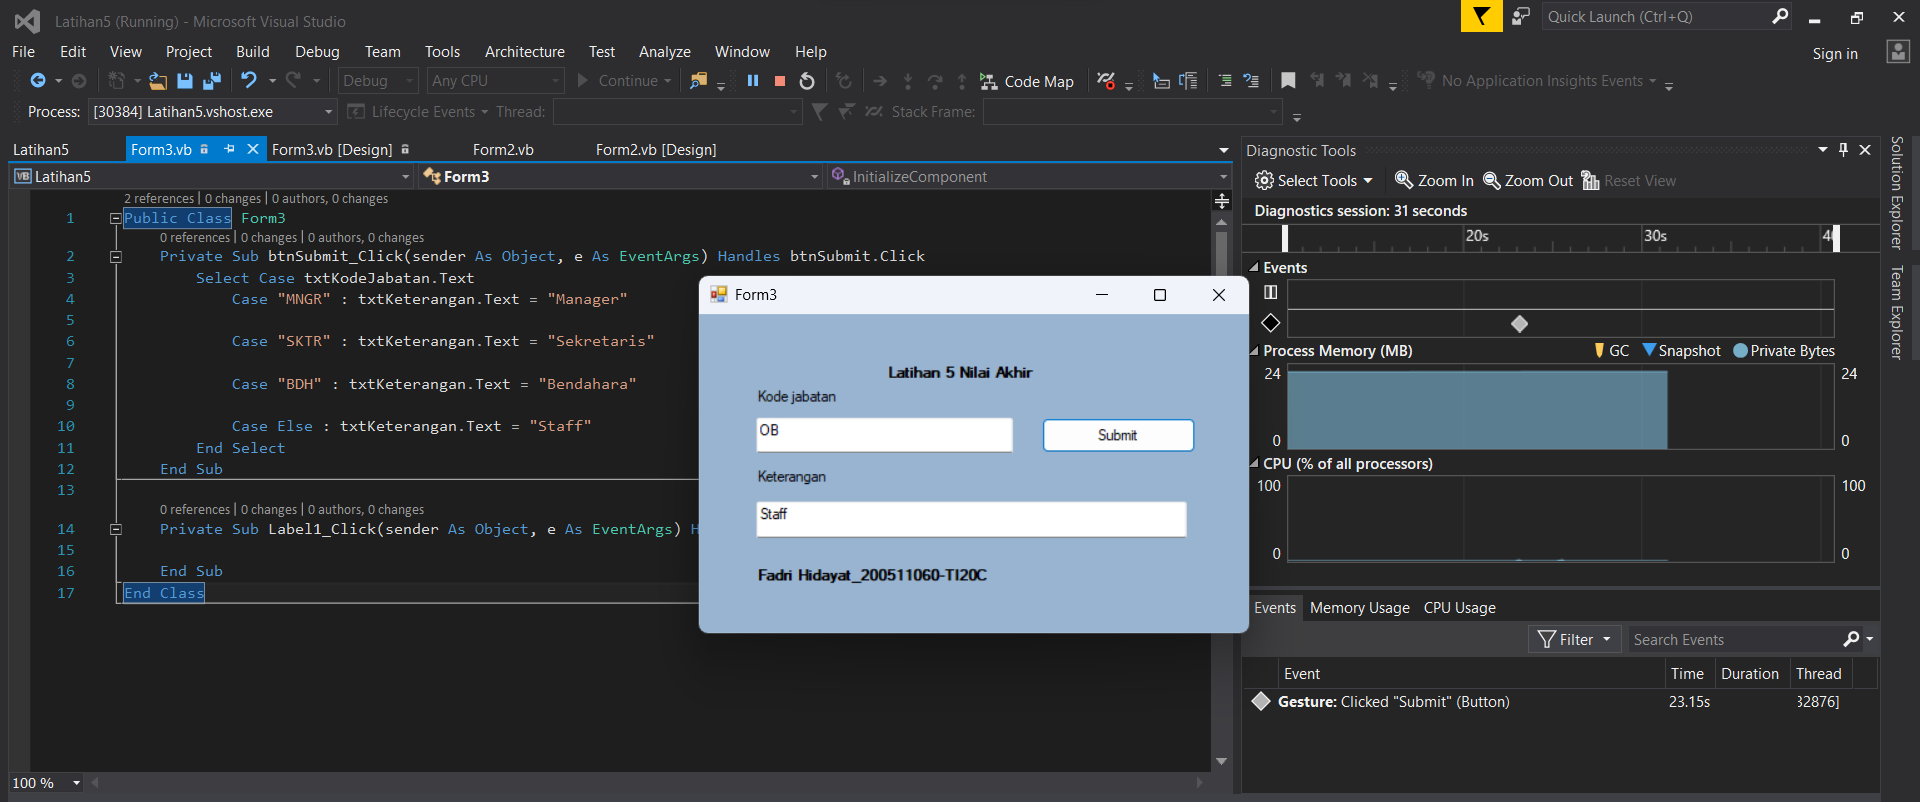 Latihan5 (Running) - Microsoft Visual Studio
Quick Launch (Ctrl+Q)
File Edit View Project Build Debug Team Tools Architecture Test Analyze Window Help
Sign in
Debug Any CPU Continue Code Map No Application Insights Events
Process: [30384] Latihan5.vshost.exe Lifecycle Events Thread: Stack Frame:
Latihan5 Form3.vb Form3.vb [Design] Form2.vb Form2.vb [Design]
VB Latihan5 Form3 InitializeComponent
2 references | 0 changes | 0 authors, 0 changes
1 Public Class Form3
0 references | 0 changes | 0 authors, 0 changes
2 Private Sub btnSubmit_Click(sender As Object, e As EventArgs) Handles btnSubmit.Click
3 Select Case txtKodeJabatan.Text
4 Case "MNGR" : txtKeterangan.Text = "Manager"
5
6 Case "SKTR" : txtKeterangan.Text = "Sekretaris"
7
8 Case "BDH" : txtKeterangan.Text = "Bendahara"
9
10 Case Else : txtKeterangan.Text = "Staff"
11 End Select
12 End Sub
13
0 references | 0 changes | 0 authors, 0 changes
14 Private Sub Label1_Click(sender As Object, e As EventArgs) H
15
16 End Sub
17 End Class
100 %
Form3
Latihan 5 Nilai Akhir
Kode jabatan
OB
Submit
Keterangan
Staff
Fadri Hidayat_200511060-TI20C
Diagnostic Tools
Select Tools Zoom In Zoom Out Reset View
Diagnostics session: 31 seconds
20s 30s 4
Events
Process Memory (MB) GC Snapshot Private Bytes
24 24
0 0
CPU (% of all processors)
100 100
0 0
Events Memory Usage CPU Usage
Filter Search Events
Event Time Duration Thread
Gesture: Clicked "Submit" (Button) 23.15s 32876]
Solution Explorer
Team Explorer